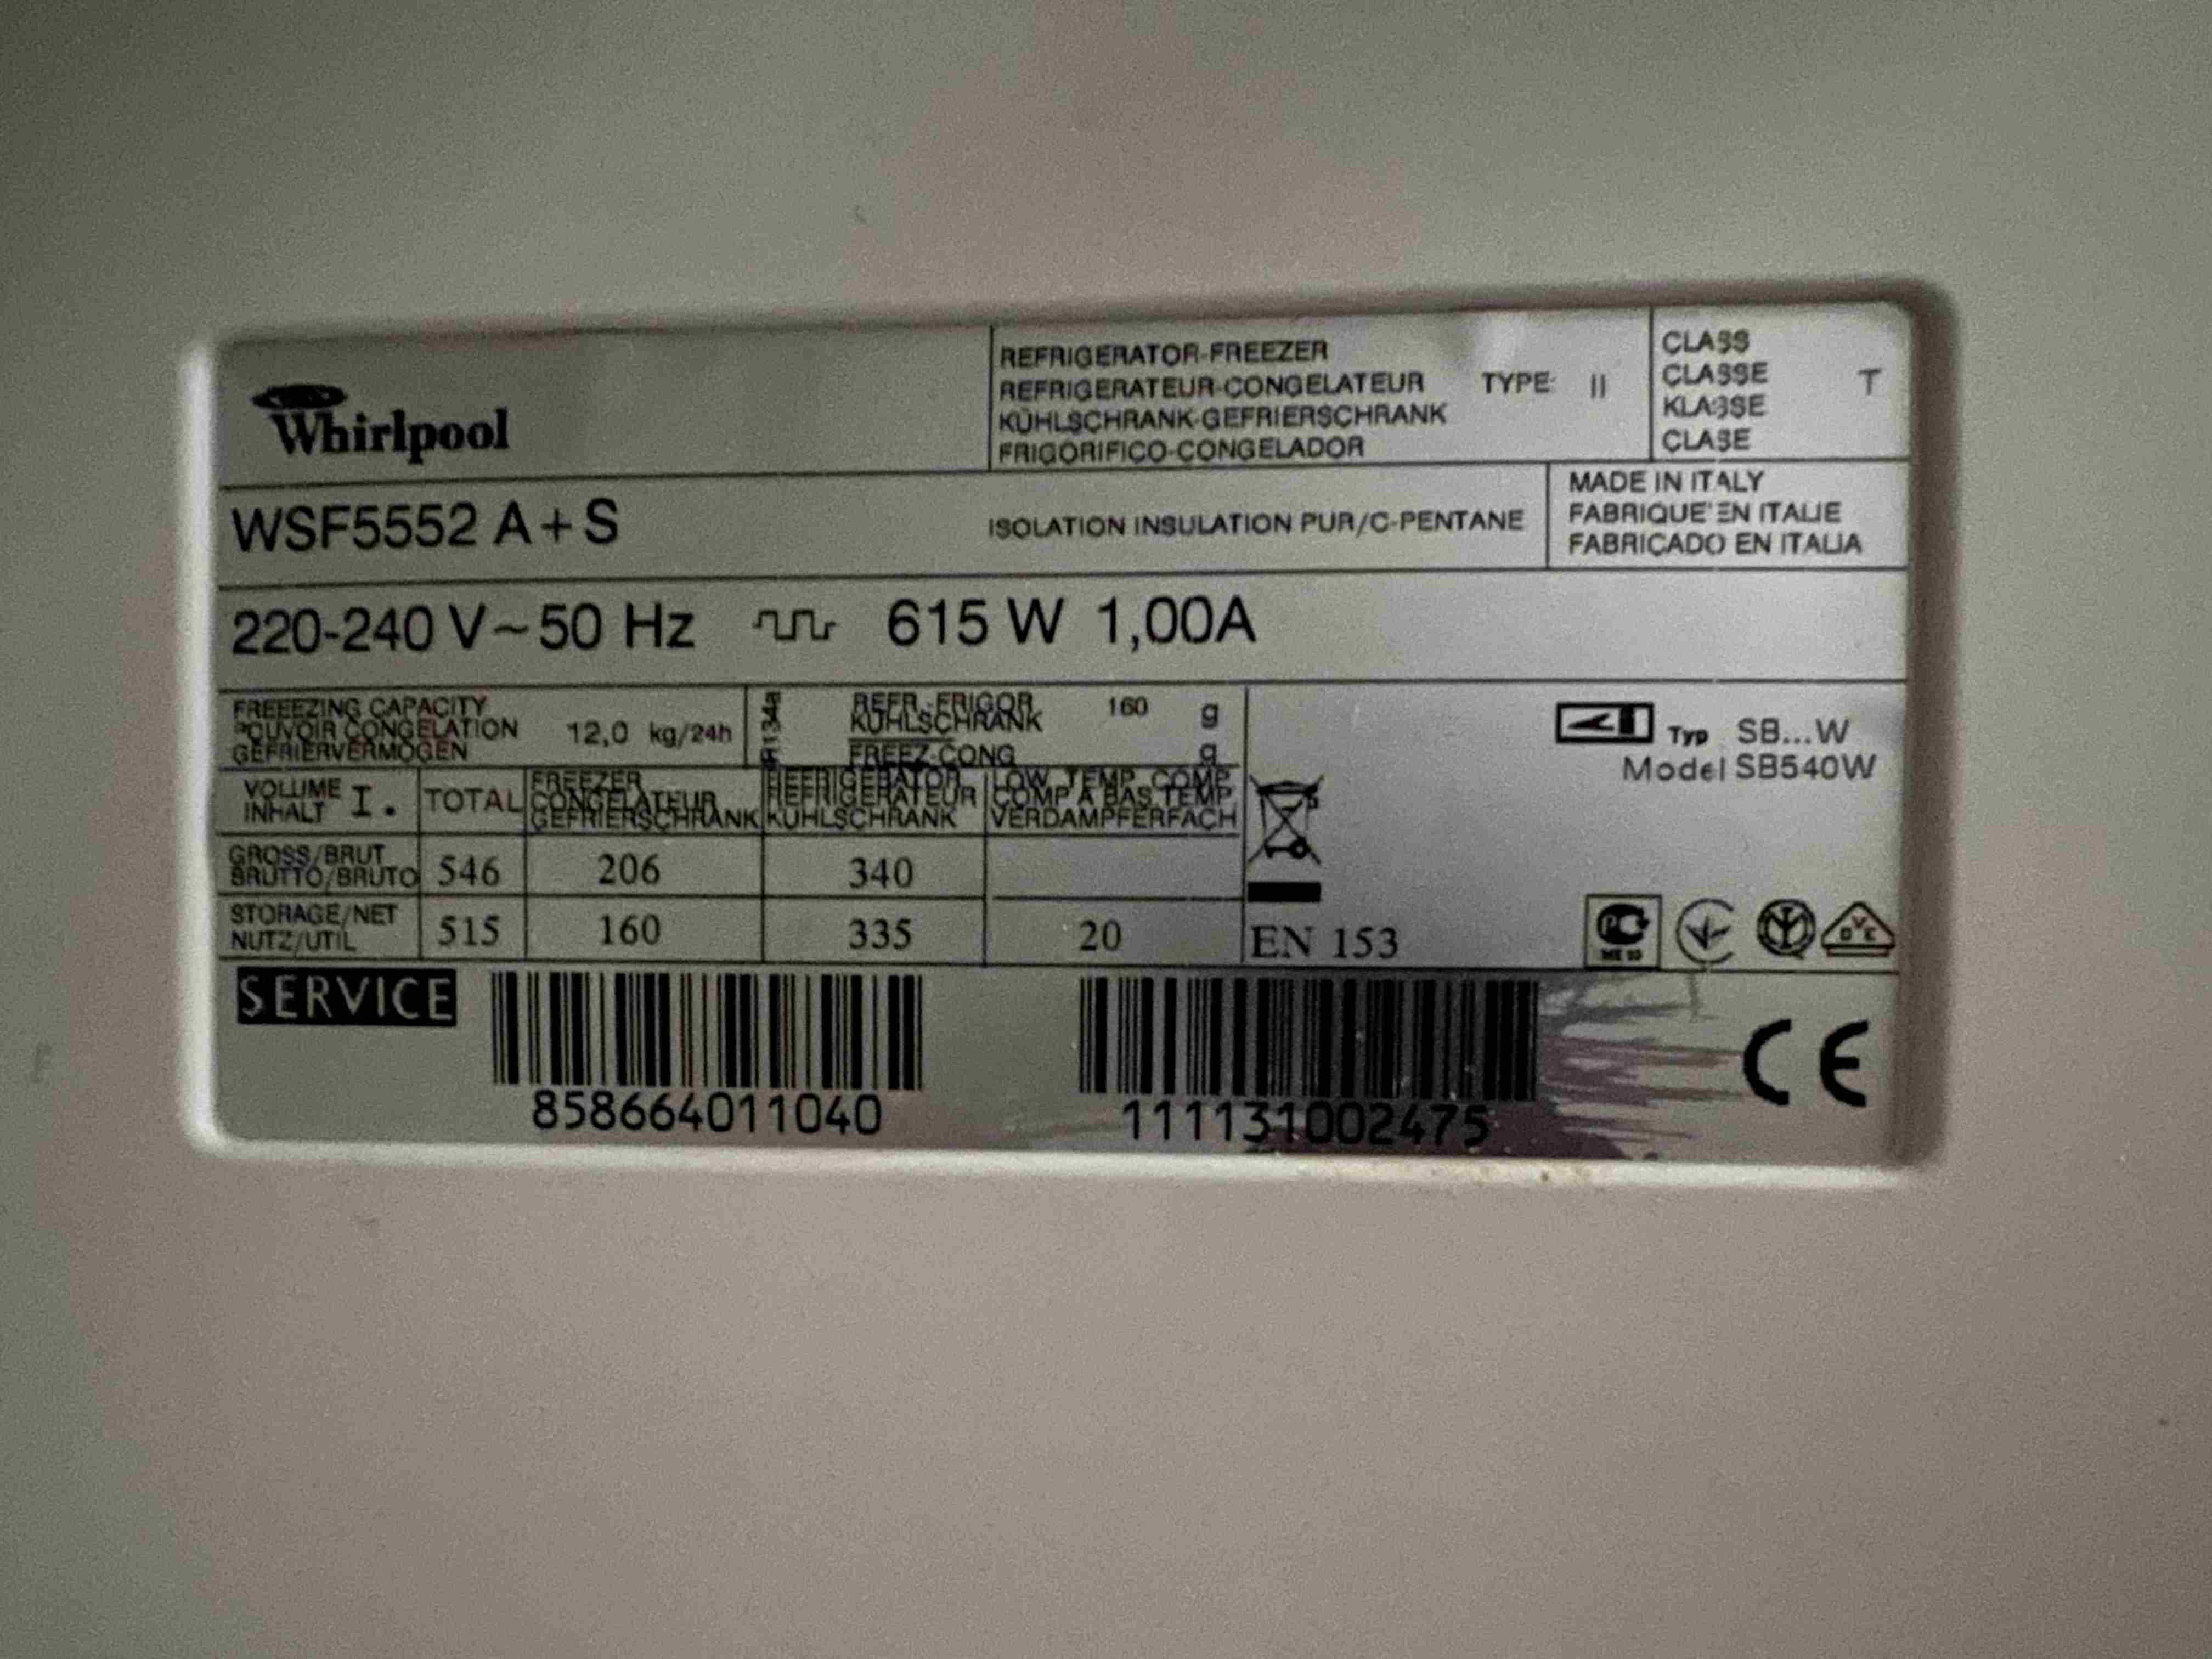 Whirlpool
REFRIGERATOR-FREEZER
REFRIGERATEUR-CONGELATEUR
KÜHLSCHRANK-GEFRIERSCHRANK
FRIGORIFICO-CONGELADOR
TYPE: II
CLASS
CLASSE
KLASSE
CLASE
T
WSF5552 A+S
ISOLATION INSULATION PUR/C-PENTANE
MADE IN ITALY
FABRIQUE' EN ITALIE
FABRICADO EN ITALIA
220-240 V~50 Hz 615 W 1,00A
FREEEZING CAPACITY
POUVOIR CONGELATION
GEFRIERVERMOGEN
12,0 kg/24h
R134a
REFR.-FRIGOR
KUHLSCHRANK
160 g
FREEZ-CONG
g
Typ SB...W
Model SB540W
VOLUME
INHALT
I.
TOTAL
FREEZER
CONGELATEUR
GEFRIERSCHRANK
REFRIGERATOR
REFRIGERATEUR
KUHLSCHRANK
LOW TEMP. COMP.
COMP A BAS TEMP.
VERDAMPFERFACH
GROSS/BRUT
BRUTTO/BRUTO
546 206 340
STORAGE/NET
NUTZ/UTIL
515 160 335 20
EN 153
SERVICE
858664011040
111131002475
CE